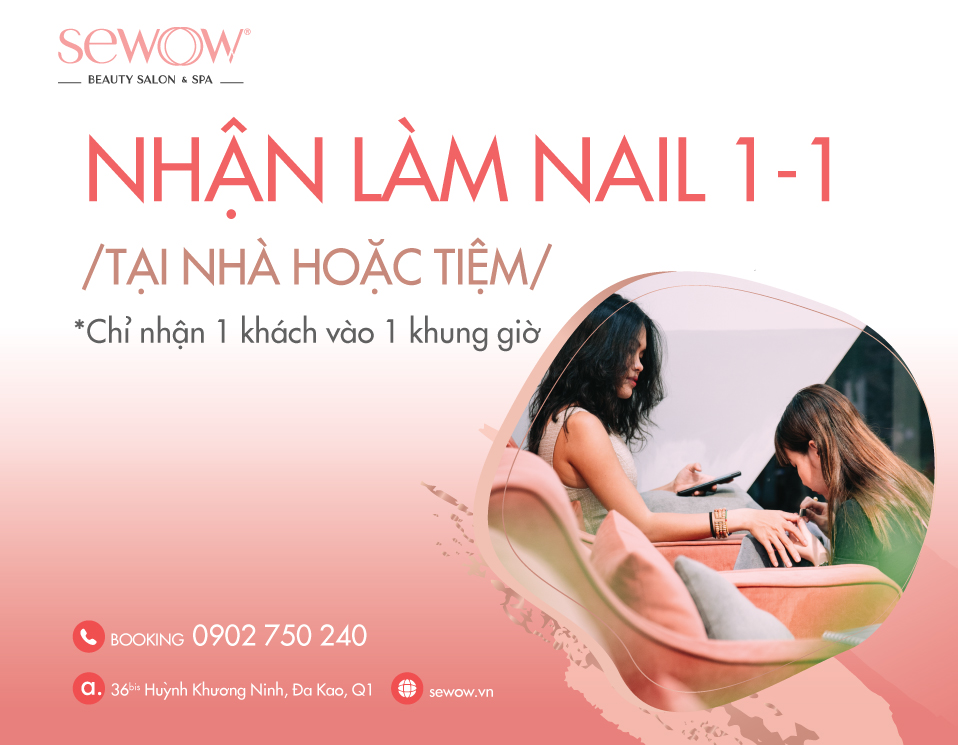 sewow®
BEAUTY SALON & SPA
NHẬN LÀM NAIL 1-1
/TẠI NHÀ HOẶC TIỆM/
*Chỉ nhận 1 khách vào 1 khung giờ
BOOKING 0902 750 240
a. 36bis Huỳnh Khương Ninh, Đa Kao, Q1
sewow.vn